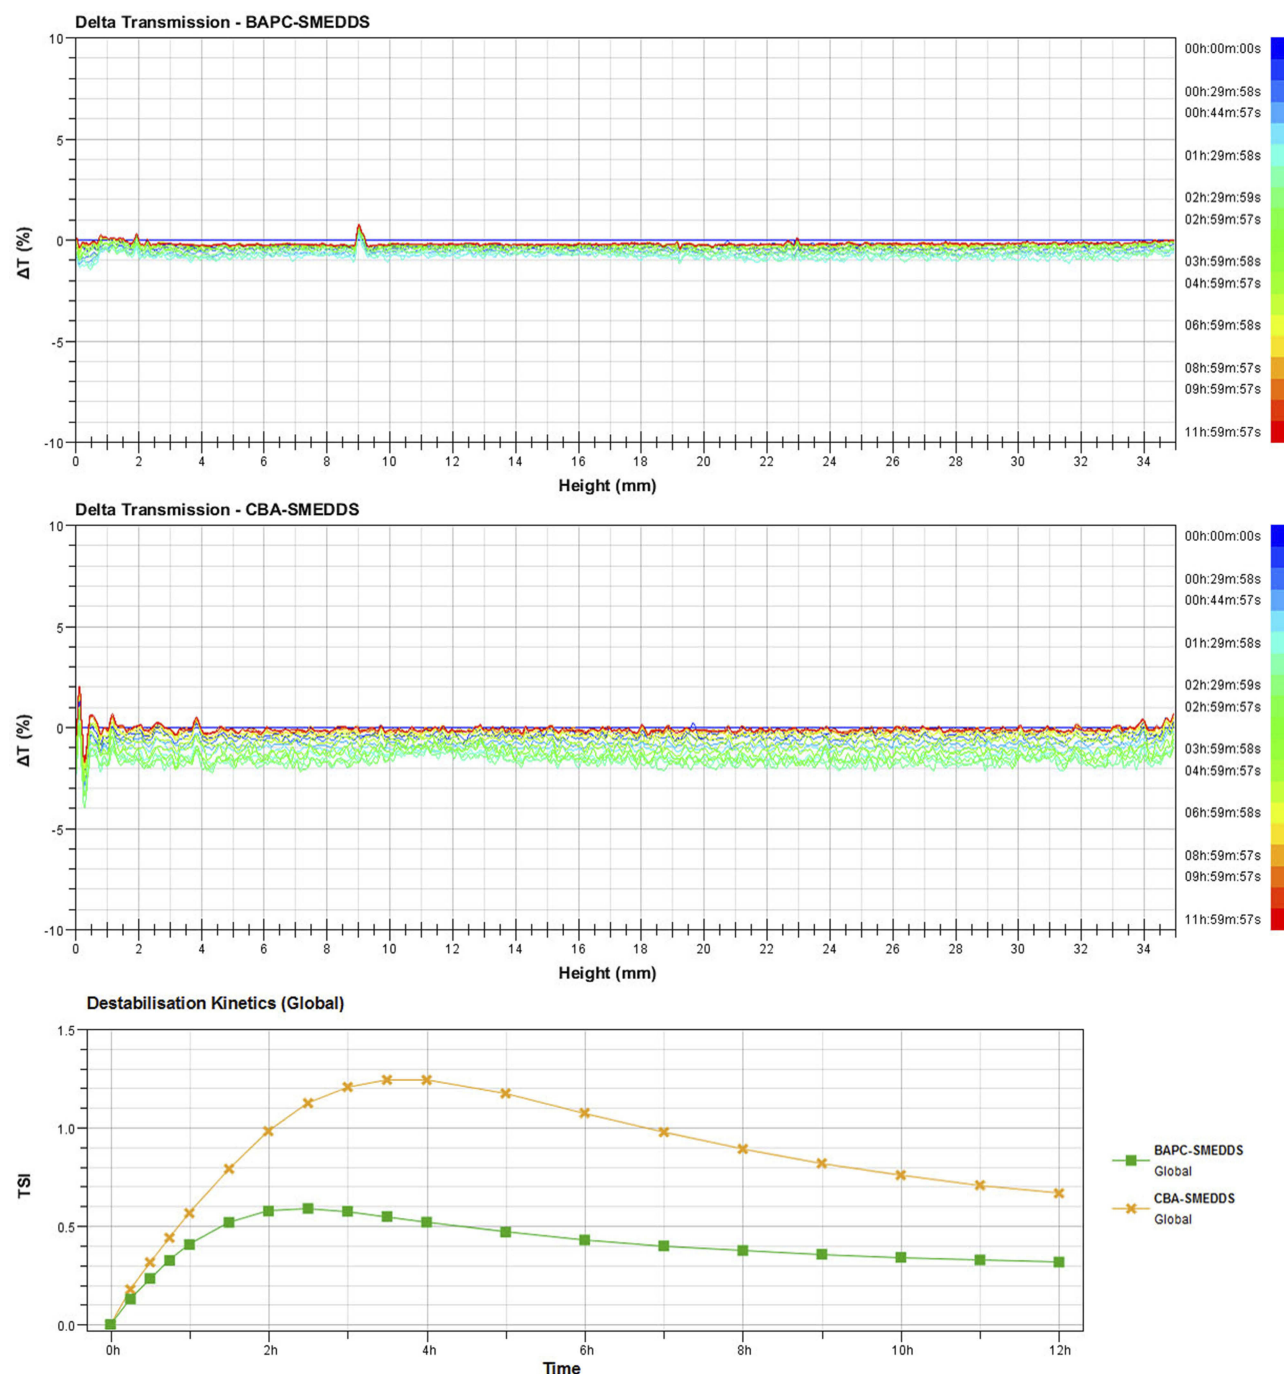 Delta Transmission - BAPC-SMEDDS
10
5
0
-5
-10
ΔT (%)
0 2 4 6 8 10 12 14 16 18 20 22 24 26 28 30 32 34
Height (mm)
00h:00m:00s
00h:29m:58s
00h:44m:57s
01h:29m:58s
02h:29m:59s
02h:59m:57s
03h:59m:58s
04h:59m:57s
06h:59m:58s
08h:59m:57s
09h:59m:57s
11h:59m:57s
Delta Transmission - CBA-SMEDDS
10
5
0
-5
-10
ΔT (%)
0 2 4 6 8 10 12 14 16 18 20 22 24 26 28 30 32 34
Height (mm)
00h:00m:00s
00h:29m:58s
00h:44m:57s
01h:29m:58s
02h:29m:59s
02h:59m:57s
03h:59m:58s
04h:59m:57s
06h:59m:58s
08h:59m:57s
09h:59m:57s
11h:59m:57s
Destabilisation Kinetics (Global)
1.5
1.0
0.5
0.0
TSI
0h 2h 4h 6h 8h 10h 12h
Time
BAPC-SMEDDS
Global
CBA-SMEDDS
Global